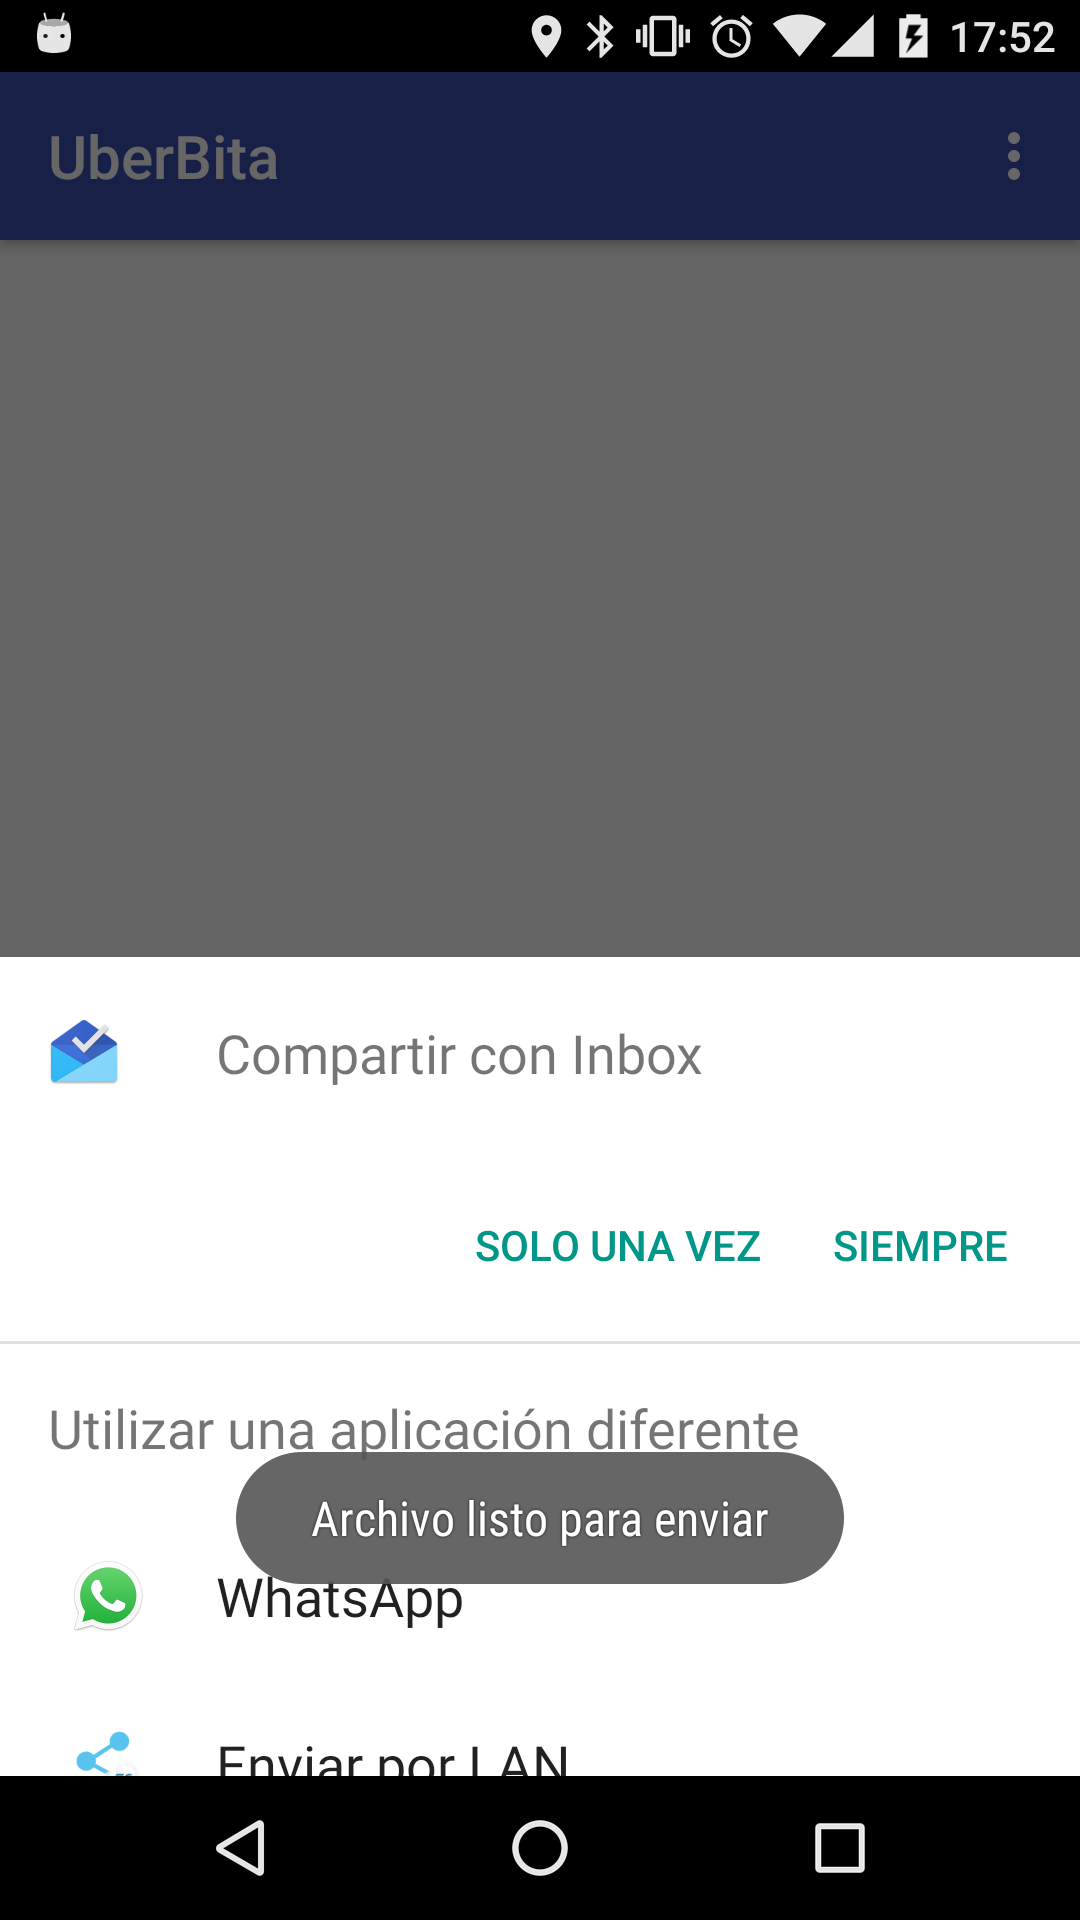 17:52
UberBita
Compartir con Inbox
SOLO UNA VEZ SIEMPRE
Utilizar una aplicación diferente
Archivo listo para enviar
WhatsApp
Enviar por LAN